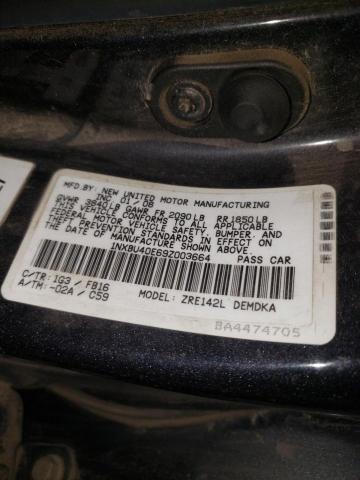 MFD.BY: NEW UNITED MOTOR MANUFACTURING
INC 01/08
GVWR 3840LB GAWR FR 2090LB RR 1850LB
THIS VEHICLE CONFORMS TO ALL APPLICABLE
FEDERAL MOTOR VEHICLE SAFETY, BUMPER, AND
THEFT PREVENTION STANDARDS IN EFFECT ON
THE DATE OF MANUFACTURE SHOWN ABOVE.
1NXBU40E69Z003664 PASS CAR
C/TR: 1G3 / FB16
A/TM: -02A / C59 MODEL: ZRE142L DEMDKA
BA4474705